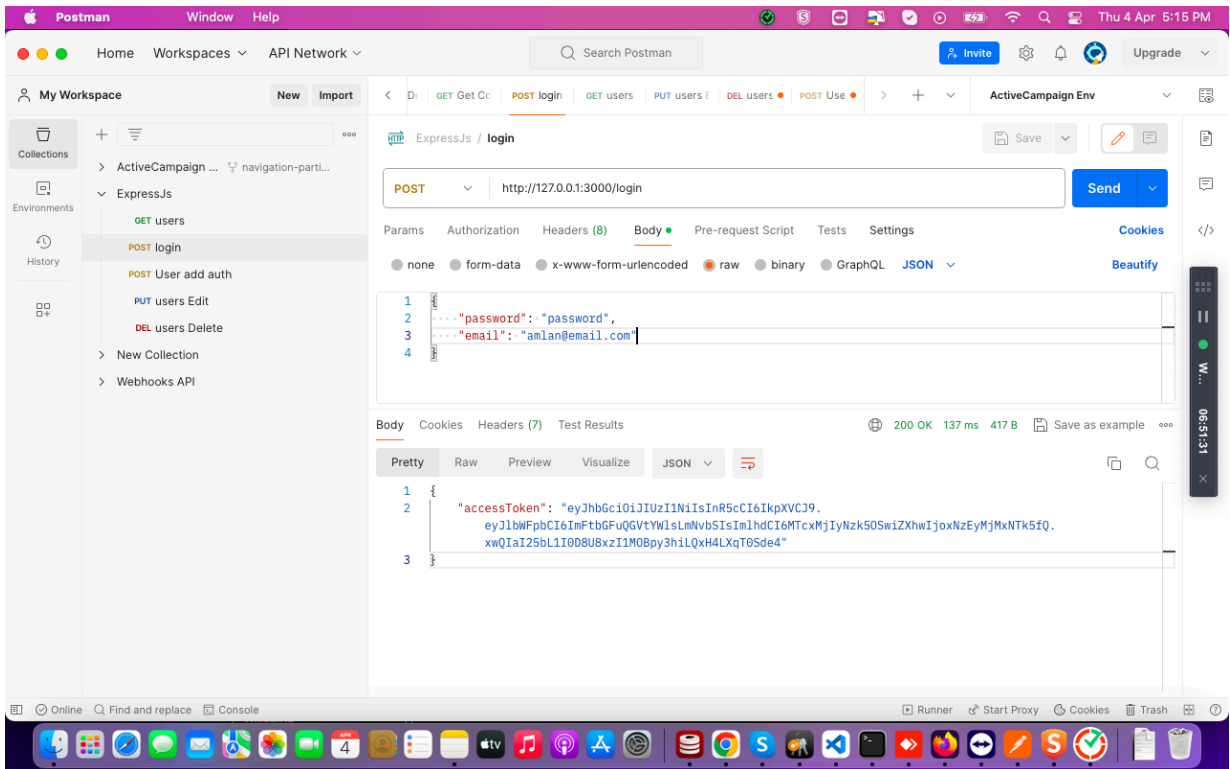 Postman Window Help Thu 4 Apr 5:15 PM
Home Workspaces API Network Search Postman Invite Upgrade
My Workspace New Import
GET Get Co POST login GET users PUT users DEL users POST Use ActiveCampaign Env
Collections
Environments
History
ActiveCampaign ... navigation-parti...
ExpressJs
GET users
POST login
POST User add auth
PUT users Edit
DEL users Delete
New Collection
Webhooks API
HTTP ExpressJs / login Save
POST http://127.0.0.1:3000/login Send
Params Authorization Headers (8) Body Pre-request Script Tests Settings Cookies
none form-data x-www-form-urlencoded raw binary GraphQL JSON Beautify
1 {
2 "password": "password",
3 "email": "amlan@email.com"
4 }
W...
06:51:31
Body Cookies Headers (7) Test Results 200 OK 137 ms 417 B Save as example
Pretty Raw Preview Visualize JSON
1 {
2 "accessToken": "eyJhbGciOiJIUzI1NiIsInR5cCI6IkpXVCJ9.
eyJlbWFpbCI6ImFtbGFuQGVtYWlsLmNvbSIsImlhdCI6MTcxMjIyNzk5OSwiZXhwIjoxNzEyMjMxNTk5fQ.
xwQIaI25bL1I0D8U8xzI1MOBpy3hiLQxH4LXqT0Sde4"
3 }
Online Find and replace Console Runner Start Proxy Cookies Trash
APR
4
tv